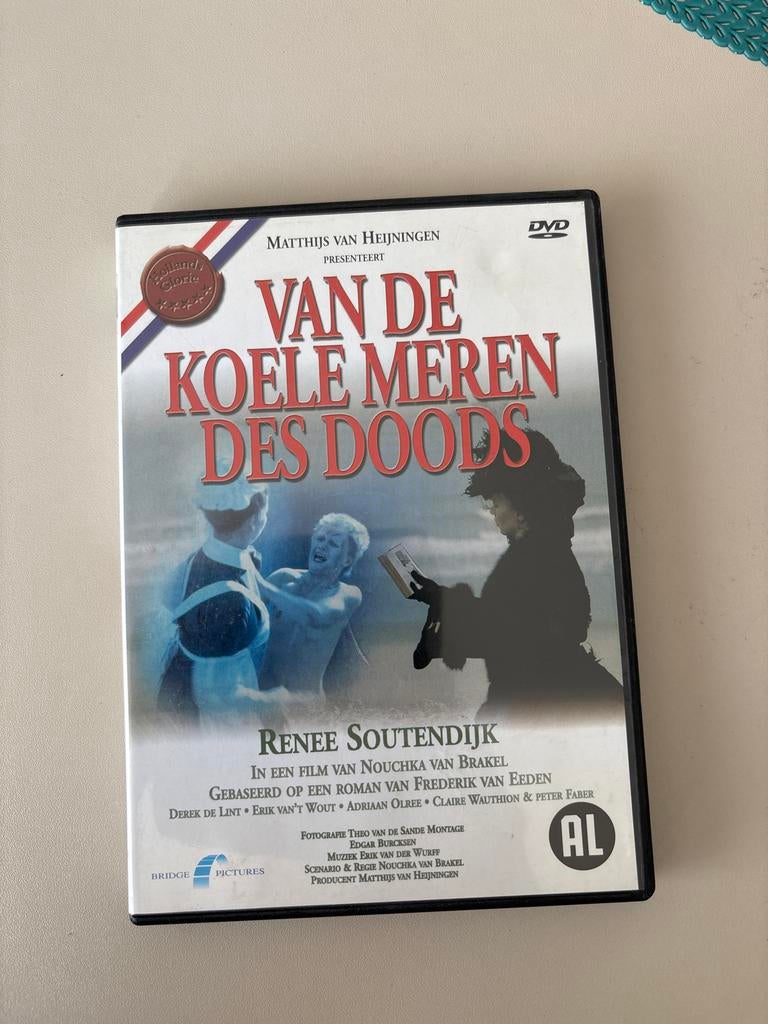 MATTHIJS VAN HEIJNINGEN
PRESENTEERT
DVD
Holland's
Glorie
VAN DE
KOELE MEREN
DES DOODS
RENEE SOUTENDIJK
IN EEN FILM VAN NOUCHKA VAN BRAKEL
GEBASEERD OP EEN ROMAN VAN FREDERIK VAN EEDEN
DEREK DE LINT • ERIK VAN'T WOUT • ADRIAAN OLREE • CLAIRE WAUTHION & PETER FABER
FOTOGRAFIE THEO VAN DE SANDE MONTAGE
EDGAR BURCKSEN
MUZIEK ERIK VAN DER WURFF
SCENARIO & REGIE NOUCHKA VAN BRAKEL
PRODUCENT MATTHIJS VAN HEIJNINGEN
BRIDGE PICTURES
AL